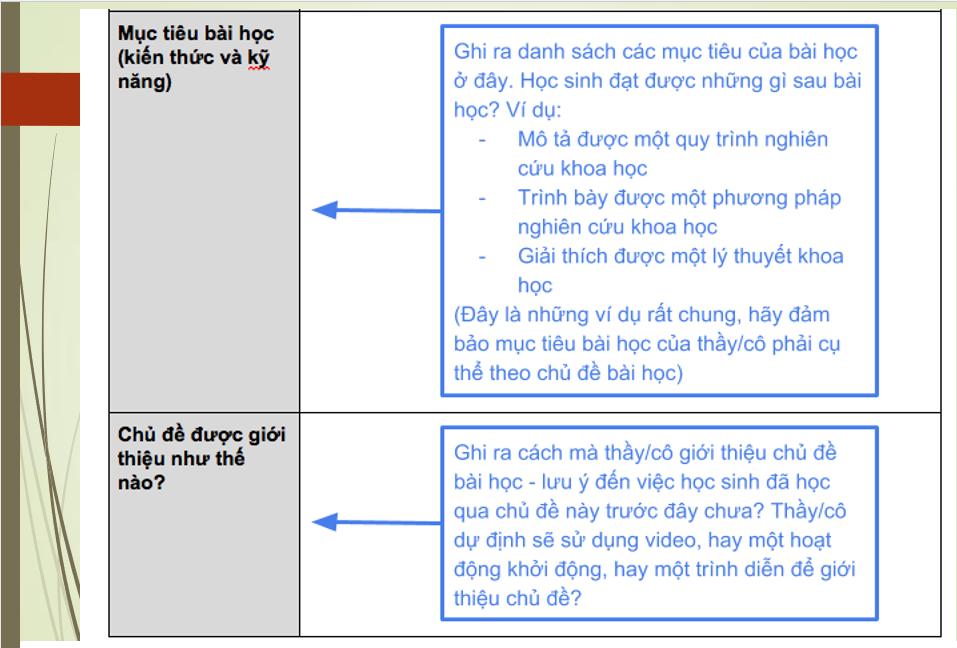 Mục tiêu bài học
(kiến thức và kỹ
năng)
Ghi ra danh sách các mục tiêu của bài học
ở đây. Học sinh đạt được những gì sau bài
học? Ví dụ:
- Mô tả được một quy trình nghiên
cứu khoa học
- Trình bày được một phương pháp
nghiên cứu khoa học
- Giải thích được một lý thuyết khoa
học
(Đây là những ví dụ rất chung, hãy đảm
bảo mục tiêu bài học của thầy/cô phải cụ
thể theo chủ đề bài học)
Chủ đề được giới
thiệu như thế
nào?
Ghi ra cách mà thầy/cô giới thiệu chủ đề
bài học - lưu ý đến việc học sinh đã học
qua chủ đề này trước đây chưa? Thầy/cô
dự định sẽ sử dụng video, hay một hoạt
động khởi động, hay một trình diễn để giới
thiệu chủ đề?